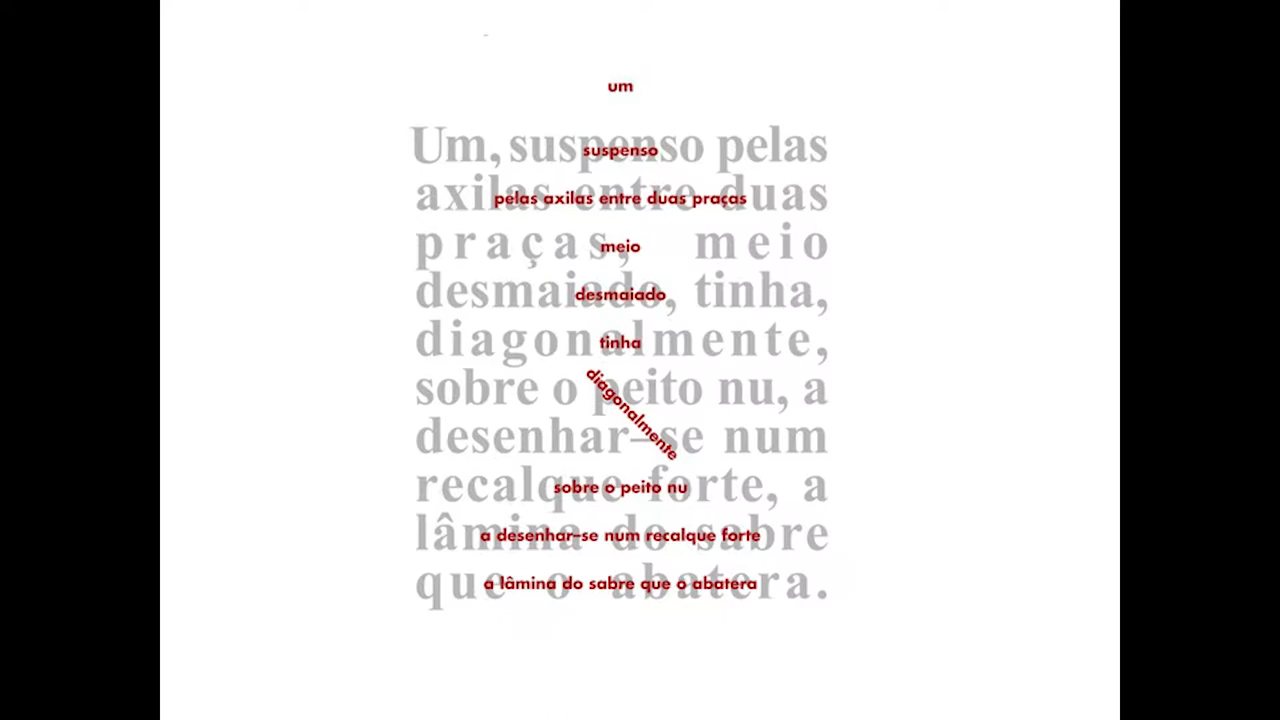 um
Um, suspenso pelas
suspenso
axilas entre duas
pelas axilas entre duas praças
praças, meio
meio
desmaiado, tinha,
desmaiado
diagonalmente,
tinha
sobre o peito nu, a
diagonalmente
desenhar–se num
recalque forte, a
sobre o peito nu
lâmina do sabre
a desenhar–se num recalque forte
que o abatera.
a lâmina do sabre que o abatera